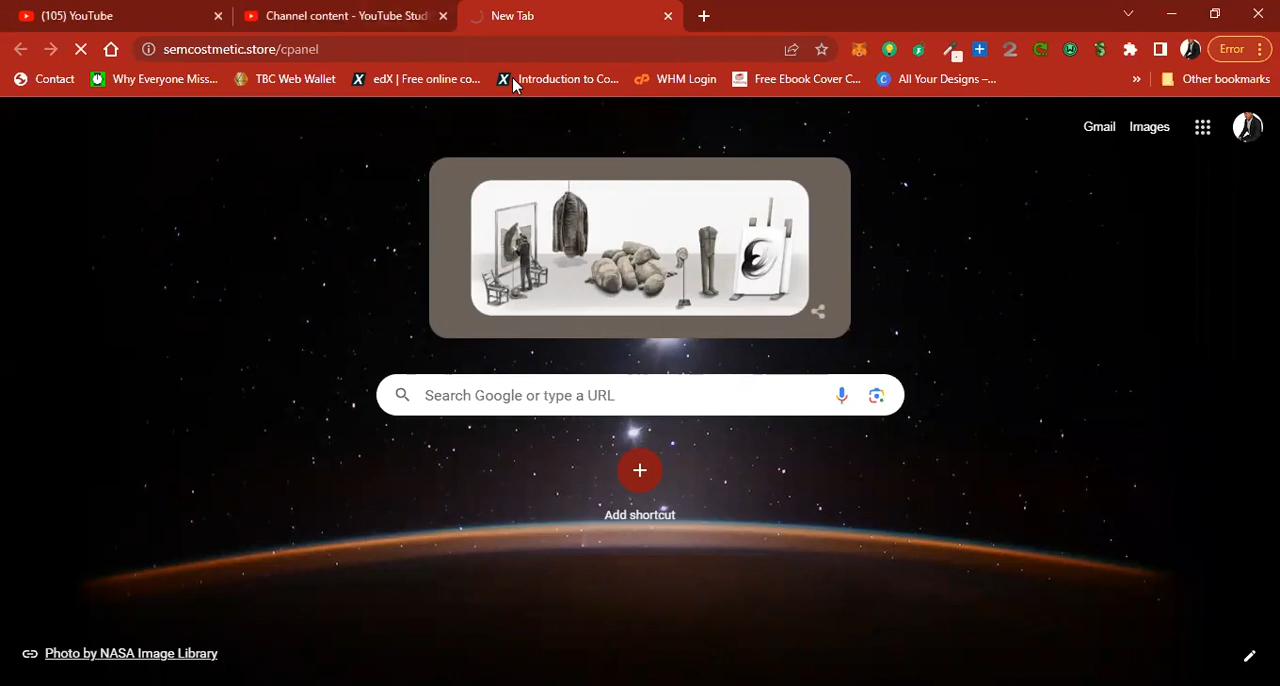 (105) YouTube
Channel content - YouTube Studi
New Tab
semcostmetic.store/cpanel
Error
Contact
Why Everyone Miss...
TBC Web Wallet
edX | Free online co...
Introduction to Co...
WHM Login
Free Ebook Cover C...
All Your Designs –...
»
Other bookmarks
Gmail
Images
Search Google or type a URL
Add shortcut
Photo by NASA Image Library